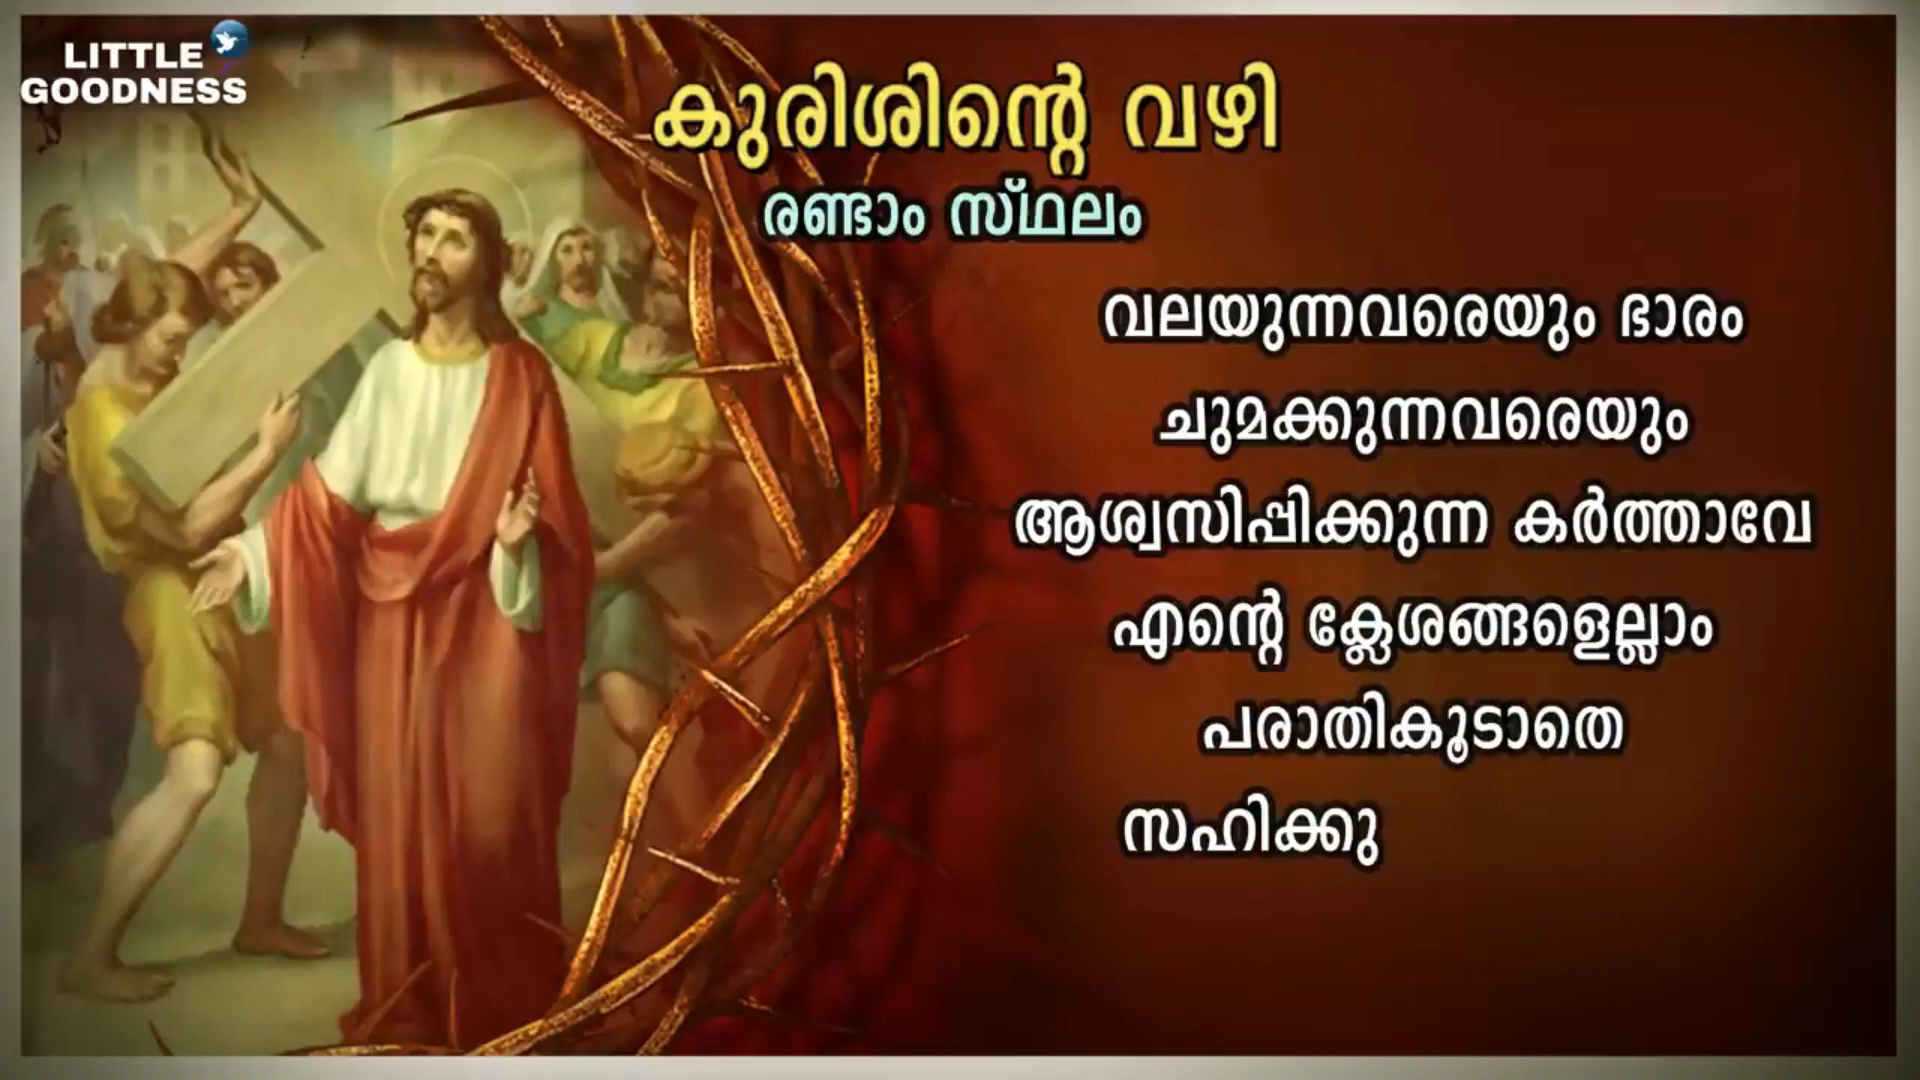 LITTLE
GOODNESS
കുരിശിന്റെ വഴി
രണ്ടാം സ്ഥലം
വലയുന്നവരെയും ഭാരം
ചുമക്കുന്നവരെയും
ആശ്വസിപ്പിക്കുന്ന കർത്താവേ
എന്റെ ക്ലേശങ്ങളെല്ലാം
പരാതികൂടാതെ
സഹിക്കു